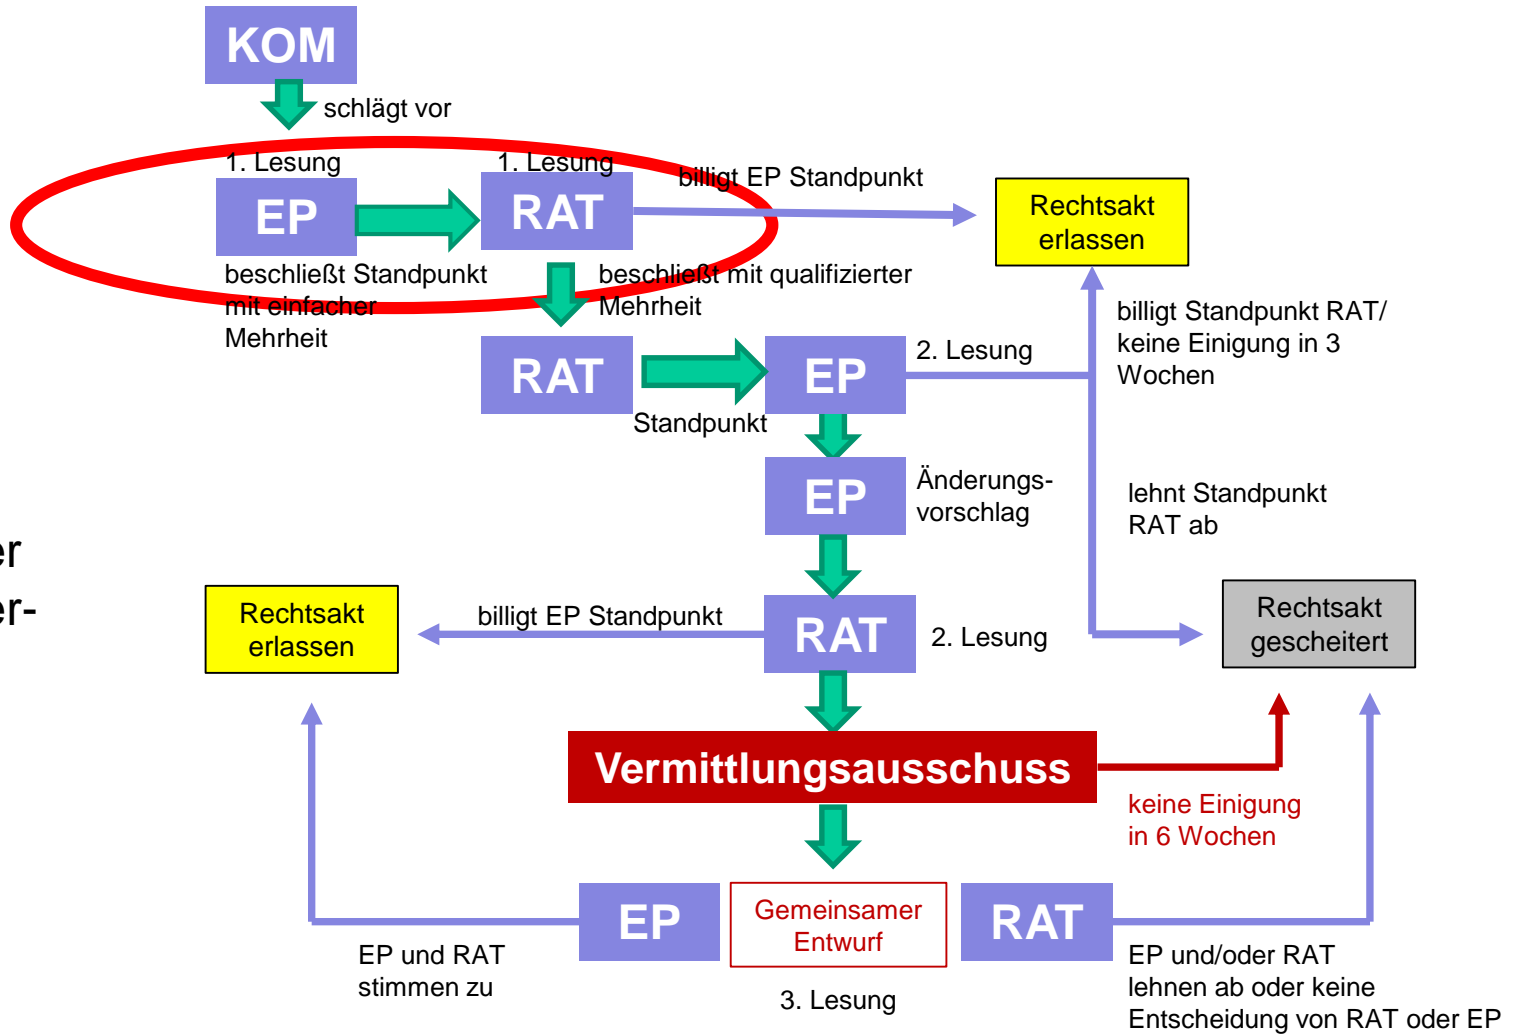 KOM
schlägt vor
1. Lesung
1. Lesung
billigt EP Standpunkt
EP
RAT
Rechtsakt
erlassen
beschließt Standpunkt
mit einfacher
Mehrheit
beschließt mit qualifizierter
Mehrheit
billigt Standpunkt RAT/
keine Einigung in 3
Wochen
RAT
EP
2. Lesung
Standpunkt
EP
Änderungs-
vorschlag
lehnt Standpunkt
RAT ab
er
er-
Rechtsakt
erlassen
billigt EP Standpunkt
RAT
2. Lesung
Rechtsakt
gescheitert
Vermittlungsausschuss
keine Einigung
in 6 Wochen
EP
Gemeinsamer
Entwurf
RAT
EP und RAT
stimmen zu
3. Lesung
EP und/oder RAT
lehnen ab oder keine
Entscheidung von RAT oder EP